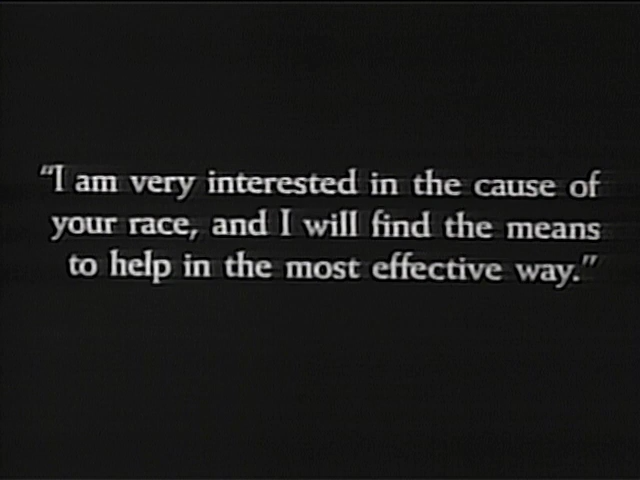 “I am very interested in the cause of
your race, and I will find the means
to help in the most effective way.”